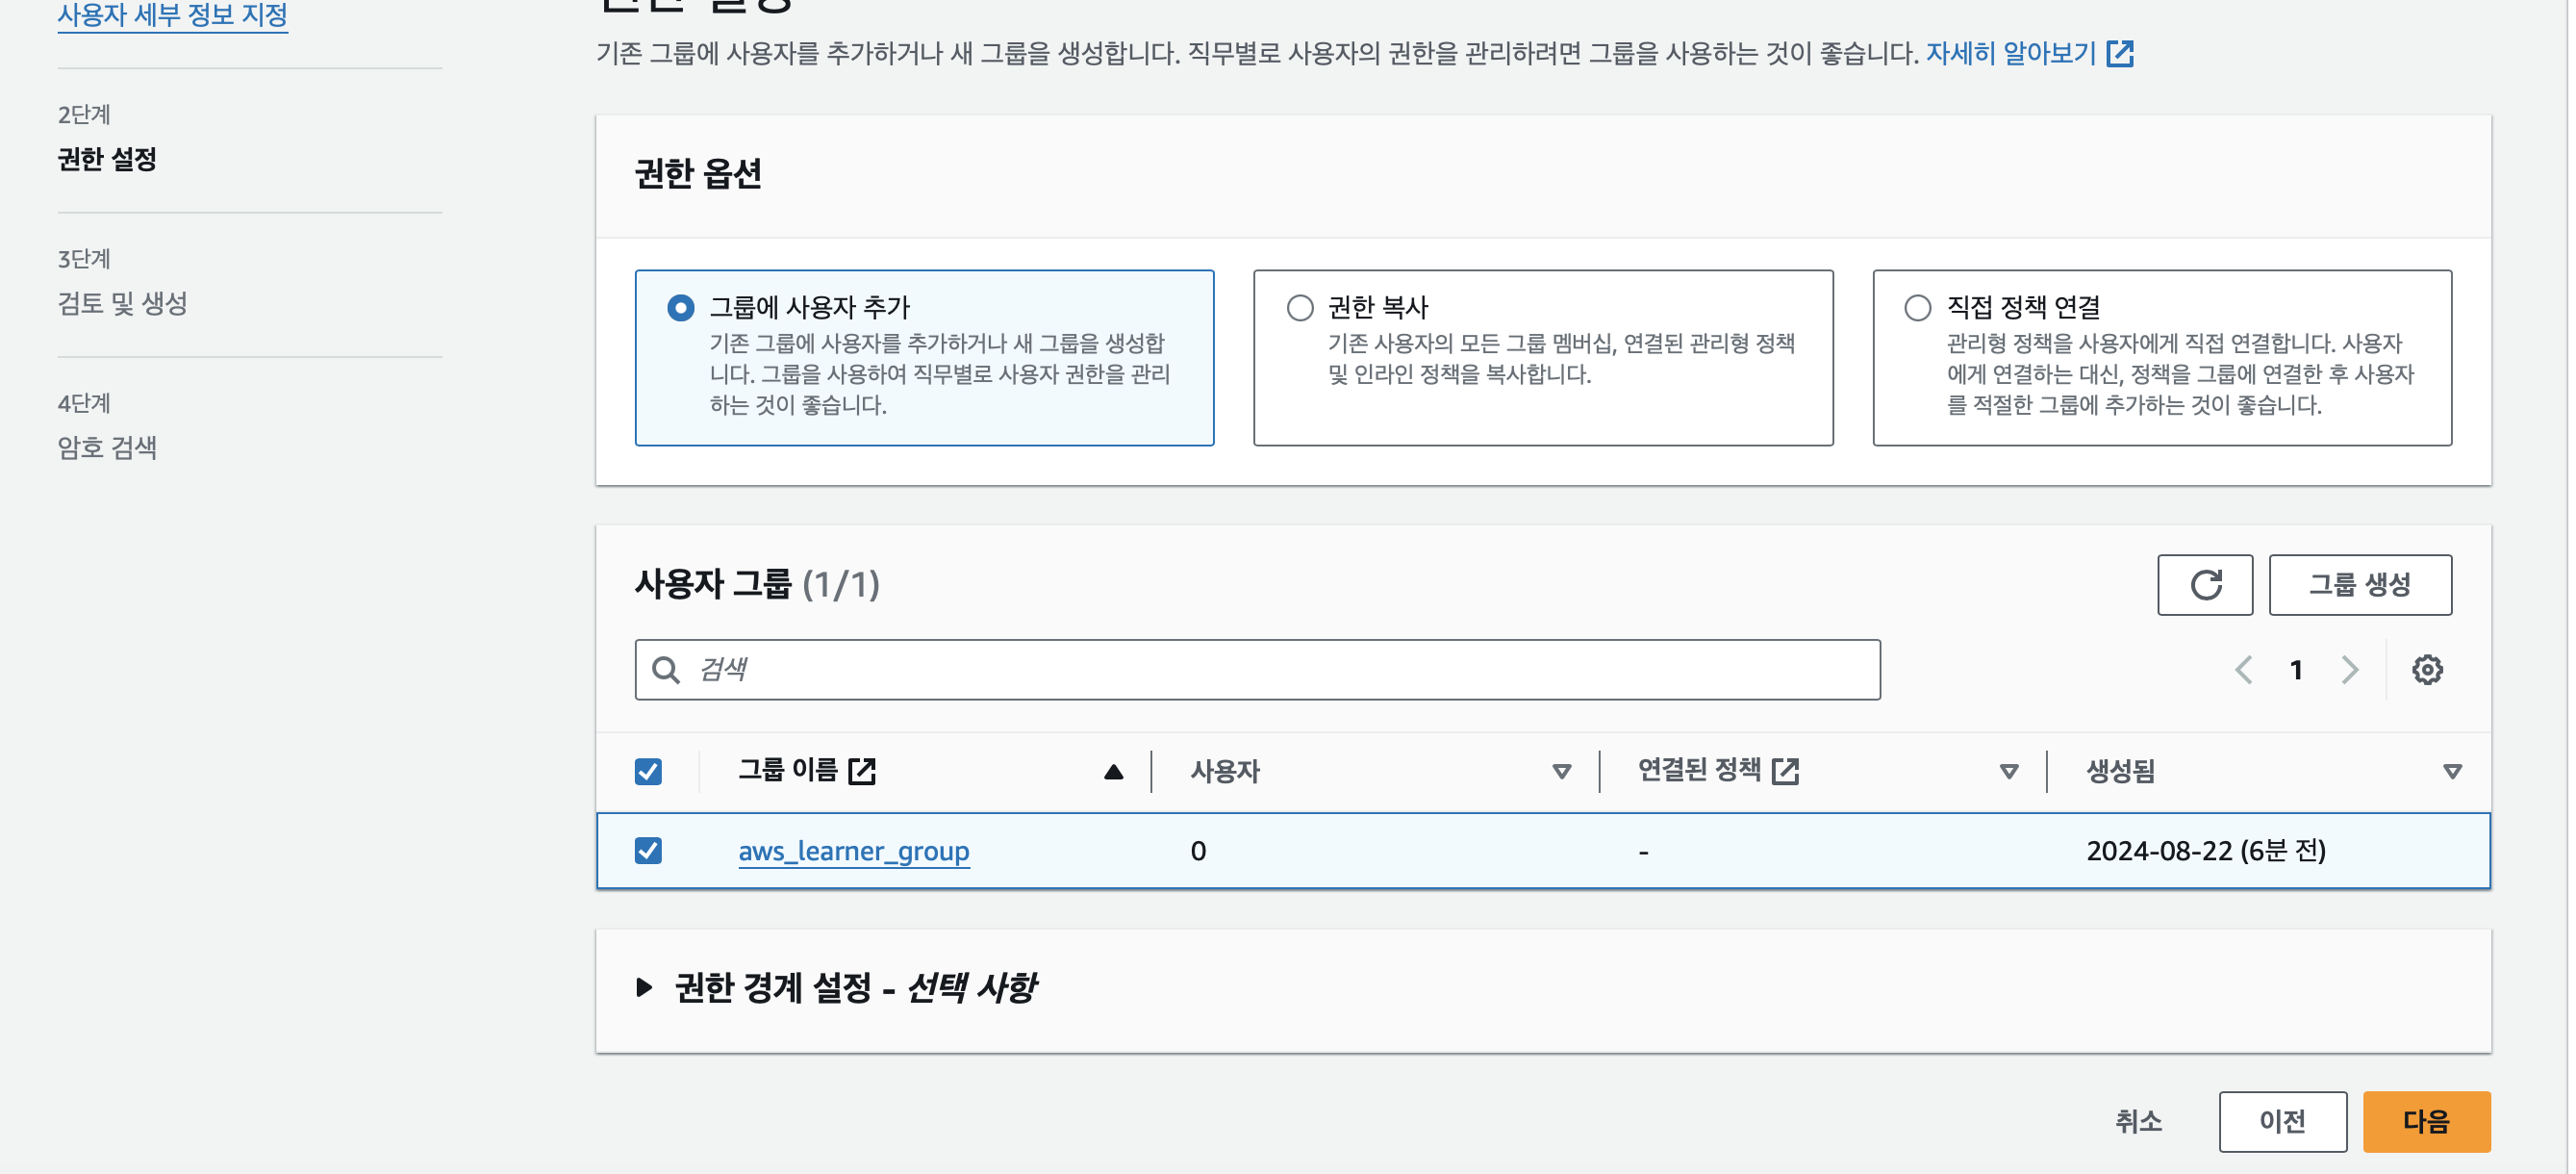 사용자 세부 정보 지정
2단계
권한 설정
3단계
검토 및 생성
4단계
암호 검색
권한 설정
기존 그룹에 사용자를 추가하거나 새 그룹을 생성합니다. 직무별로 사용자의 권한을 관리하려면 그룹을 사용하는 것이 좋습니다. 자세히 알아보기
권한 옵션
그룹에 사용자 추가
기존 그룹에 사용자를 추가하거나 새 그룹을 생성합
니다. 그룹을 사용하여 직무별로 사용자 권한을 관리
하는 것이 좋습니다.
권한 복사
기존 사용자의 모든 그룹 멤버십, 연결된 관리형 정책
및 인라인 정책을 복사합니다.
직접 정책 연결
관리형 정책을 사용자에게 직접 연결합니다. 사용자
에게 연결하는 대신, 정책을 그룹에 연결한 후 사용자
를 적절한 그룹에 추가하는 것이 좋습니다.
사용자 그룹 (1/1)
그룹 생성
검색
1
그룹 이름 사용자 연결된 정책 생성됨
aws_learner_group 0 - 2024-08-22 (6분 전)
권한 경계 설정 - 선택 사항
취소 이전 다음